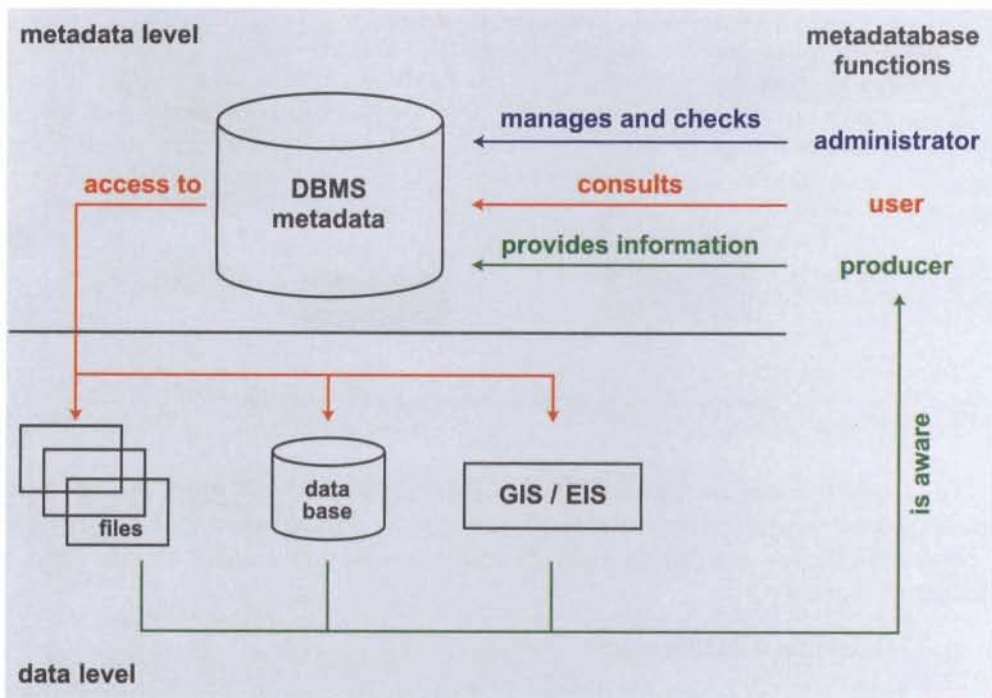 metadata level
metadatabase
functions
manages and checks
administrator
access to
DBMS
metadata
consults
user
provides information
producer
files
data
base
GIS / EIS
is aware
data level